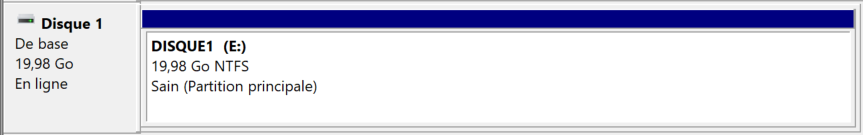 Disque 1
De base
19,98 Go
En ligne
DISQUE1 (E:)
19,98 Go NTFS
Sain (Partition principale)